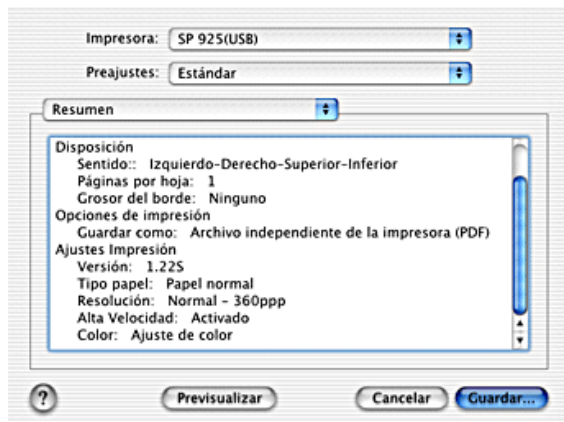 Impresora: SP 925(USB)
Preajustes: Estándar
Resumen
Disposición
Sentido:: Izquierdo-Derecho-Superior-Inferior
Páginas por hoja: 1
Grosor del borde: Ninguno
Opciones de impresión
Guardar como: Archivo independiente de la impresora (PDF)
Ajustes Impresión
Versión: 1.22S
Tipo papel: Papel normal
Resolución: Normal - 360ppp
Alta Velocidad: Activado
Color: Ajuste de color
? Previsualizar Cancelar Guardar...